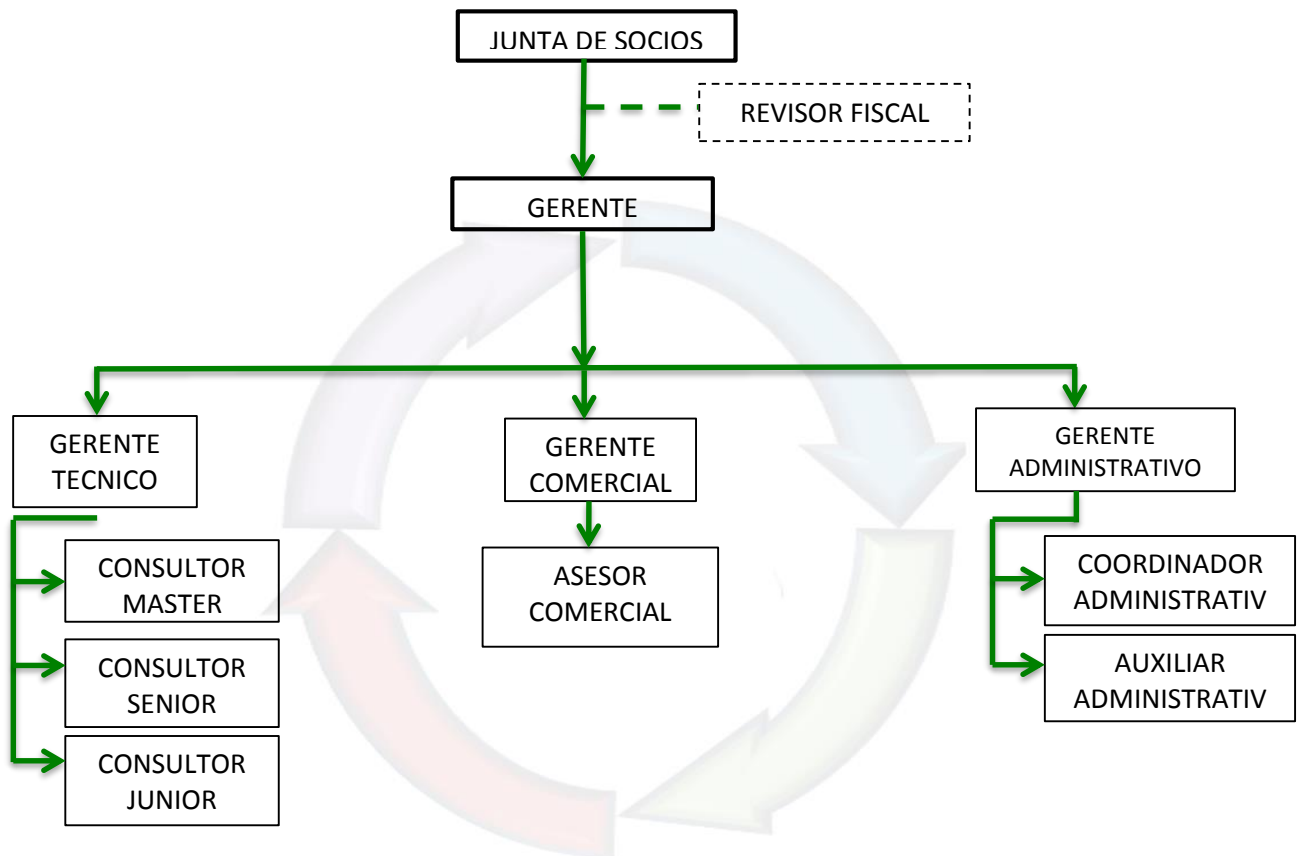 JUNTA DE SOCIOS
REVISOR FISCAL
GERENTE
GERENTE
TECNICO
GERENTE
COMERCIAL
GERENTE
ADMINISTRATIVO
CONSULTOR
MASTER
CONSULTOR
SENIOR
CONSULTOR
JUNIOR
ASESOR
COMERCIAL
COORDINADOR
ADMINISTRATIV
AUXILIAR
ADMINISTRATIV